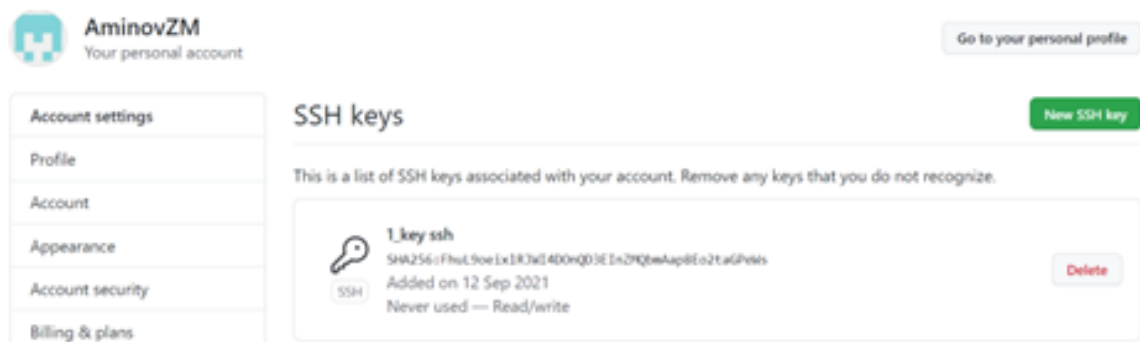 AminovZM
Your personal account
Go to your personal profile
Account settings
Profile
Account
Appearance
Account security
Billing & plans
SSH keys
New SSH key
This is a list of SSH keys associated with your account. Remove any keys that you do not recognize.
1_key ssh
SSH
Added on 12 Sep 2021
Never used — Read/write
Delete